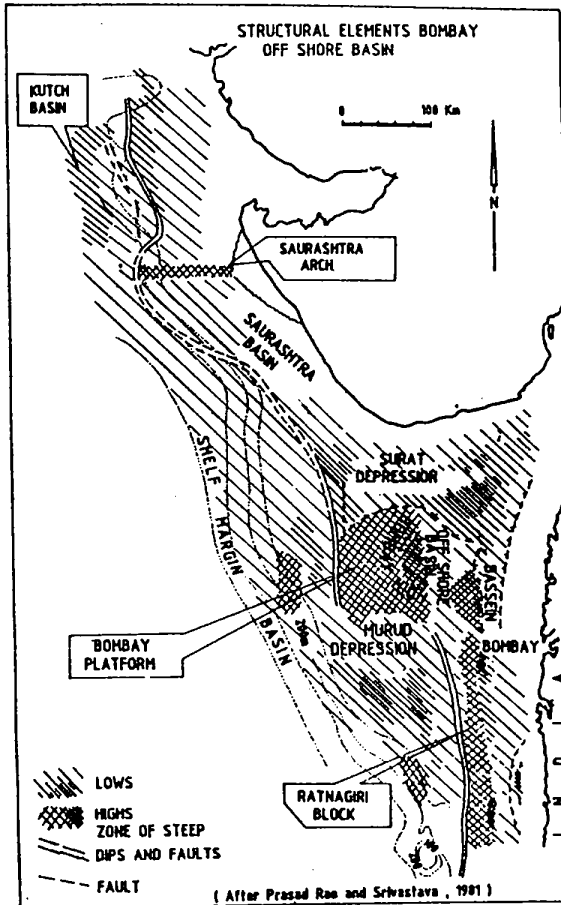 STRUCTURAL ELEMENTS BOMBAY
OFF SHORE BASIN
KUTCH
BASIN
0 100 Km
N
SAURASHTRA
ARCH
SAURASHTRA
BASIN
SURAT
DEPRESSION
SHELF MARGIN BASIN
OFF SHORE
BASIN
BASSEIN
BOMBAY
PLATFORM
200m
MURUD
DEPRESSION
BOMBAY
RATNAGIRI
BLOCK
LOWS
HIGHS
ZONE OF STEEP
DIPS AND FAULTS
FAULT
( After Prasad Rao and Srivastava , 1981 )